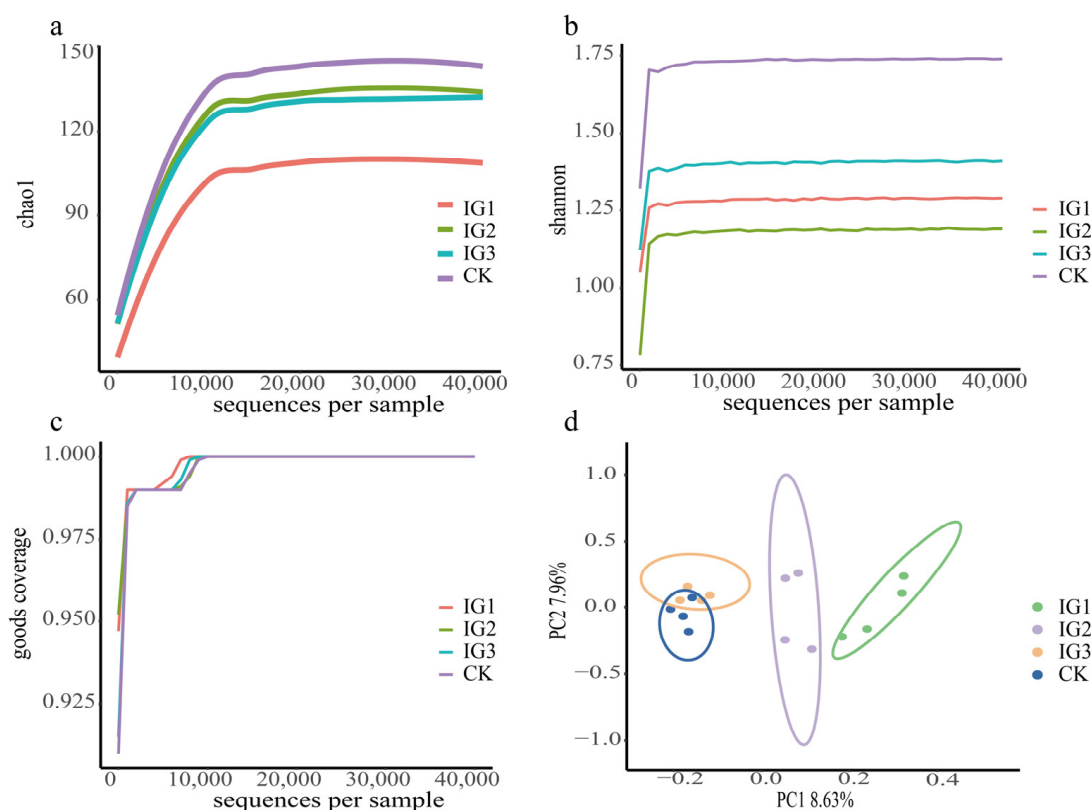 a
150
120
90
60
chao1
0
10,000
20,000
30,000
40,000
sequences per sample
IG1
IG2
IG3
CK
b
1.75
1.50
1.25
1.00
0.75
shannon
0
10,000
20,000
30,000
40,000
sequences per sample
IG1
IG2
IG3
CK
c
1.000
0.975
0.950
0.925
goods coverage
0
10,000
20,000
30,000
40,000
sequences per sample
IG1
IG2
IG3
CK
d
1.0
0.5
0.0
−0.5
−1.0
PC2 7.96%
−0.2
0.0
0.2
0.4
PC1 8.63%
IG1
IG2
IG3
CK